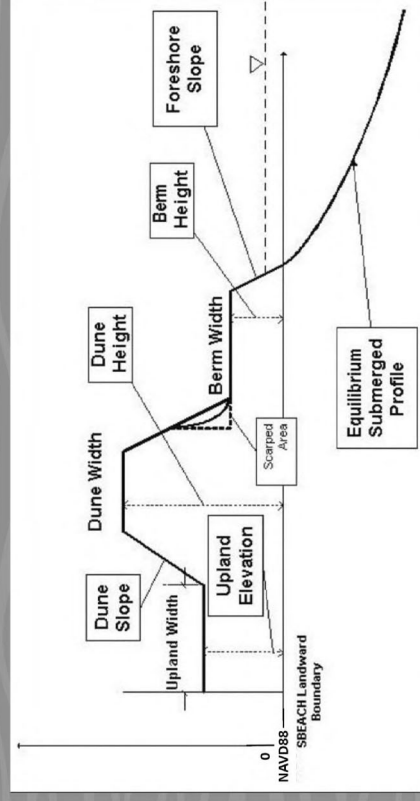 Dune Width
Dune
Height
Berm
Height
Foreshore
Slope
Dune
Slope
Upland Width
Berm Width
Upland
Elevation
Scarped
Area
Equilibrium
Submerged
Profile
0
NAVD88
SBEACH Landward
Boundary